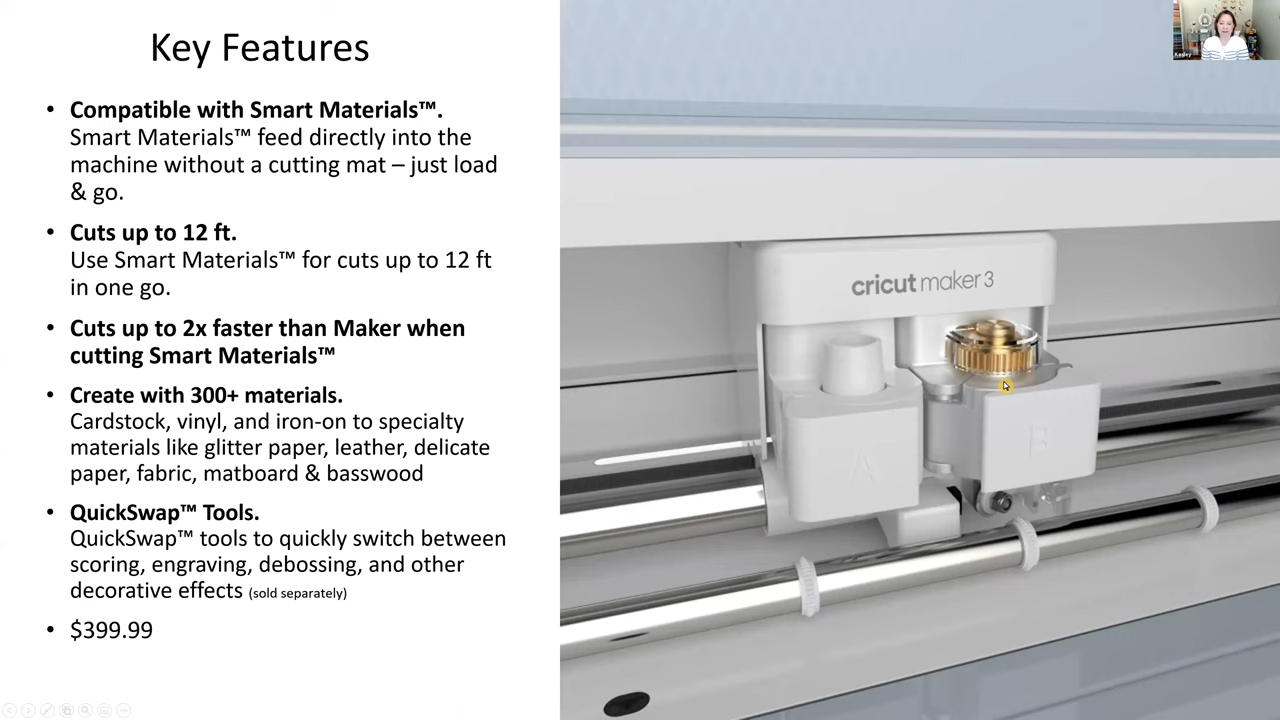 Key Features
• Compatible with Smart Materials™.
Smart Materials™ feed directly into the
machine without a cutting mat – just load
& go.
• Cuts up to 12 ft.
Use Smart Materials™ for cuts up to 12 ft
in one go.
• Cuts up to 2x faster than Maker when
cutting Smart Materials™
• Create with 300+ materials.
Cardstock, vinyl, and iron-on to specialty
materials like glitter paper, leather, delicate
paper, fabric, matboard & basswood
• QuickSwap™ Tools.
QuickSwap™ tools to quickly switch between
scoring, engraving, debossing, and other
decorative effects (sold separately)
• $399.99
cricut maker 3
A
B